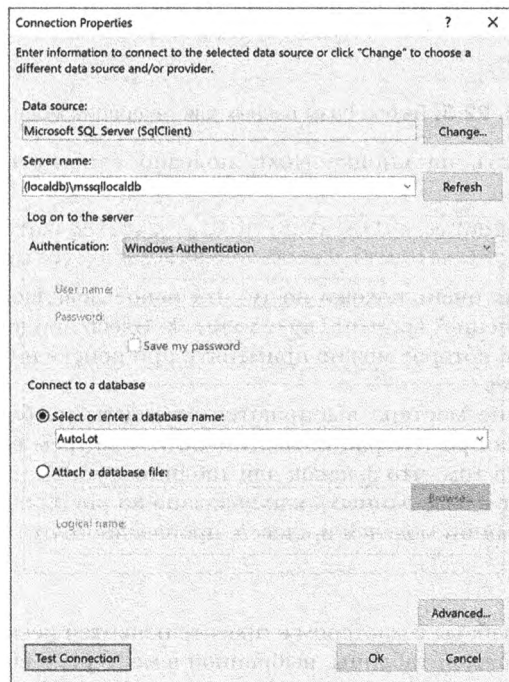 Connection Properties ? ×
Enter information to connect to the selected data source or click "Change" to choose a
different data source and/or provider.
Data source:
Microsoft SQL Server (SqlClient) Change...
Server name:
(localdb)\mssqllocaldb Refresh
Log on to the server
Authentication: Windows Authentication
User name:
Password:
Save my password
Connect to a database
Select or enter a database name:
AutoLot
Attach a database file:
Browse...
Logical name:
Advanced...
Test Connection OK Cancel